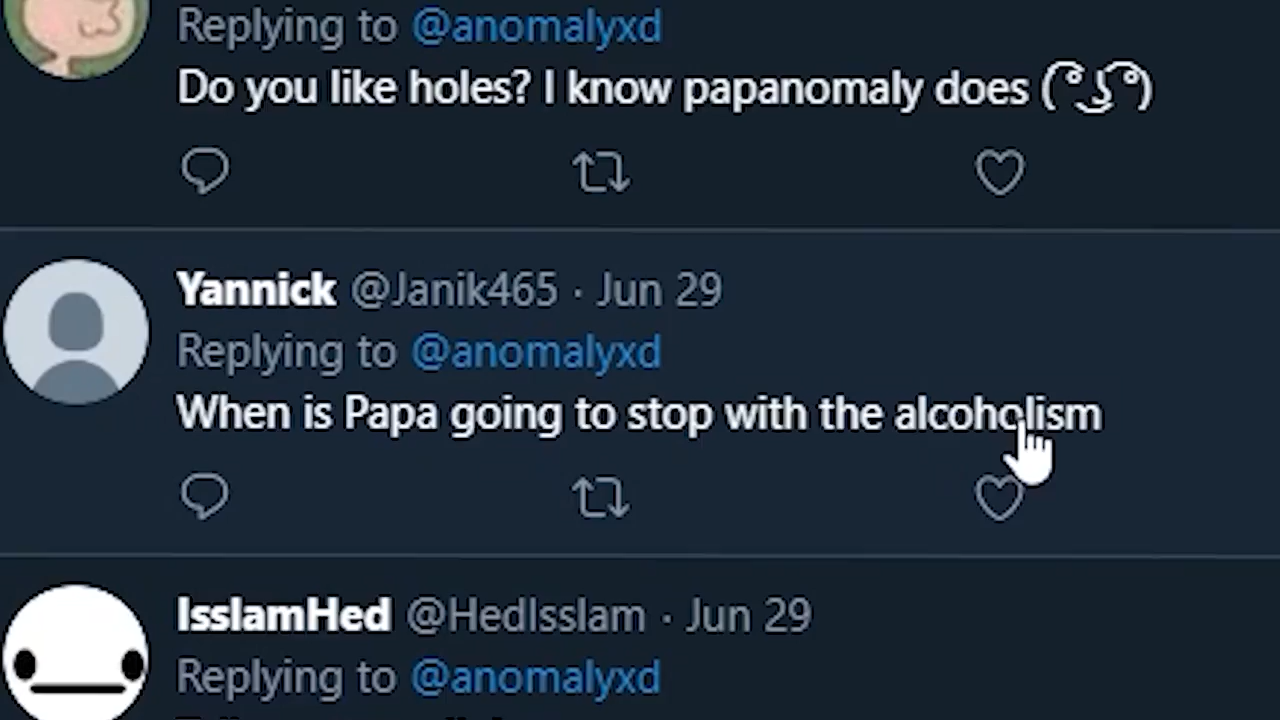 Replying to @anomalyxd
Do you like holes? I know papanomaly does ( ͡° ͜ʖ ͡°)
Yannick @Janik465 · Jun 29
Replying to @anomalyxd
When is Papa going to stop with the alcoholism
IsslamHed @HedIsslam · Jun 29
Replying to @anomalyxd